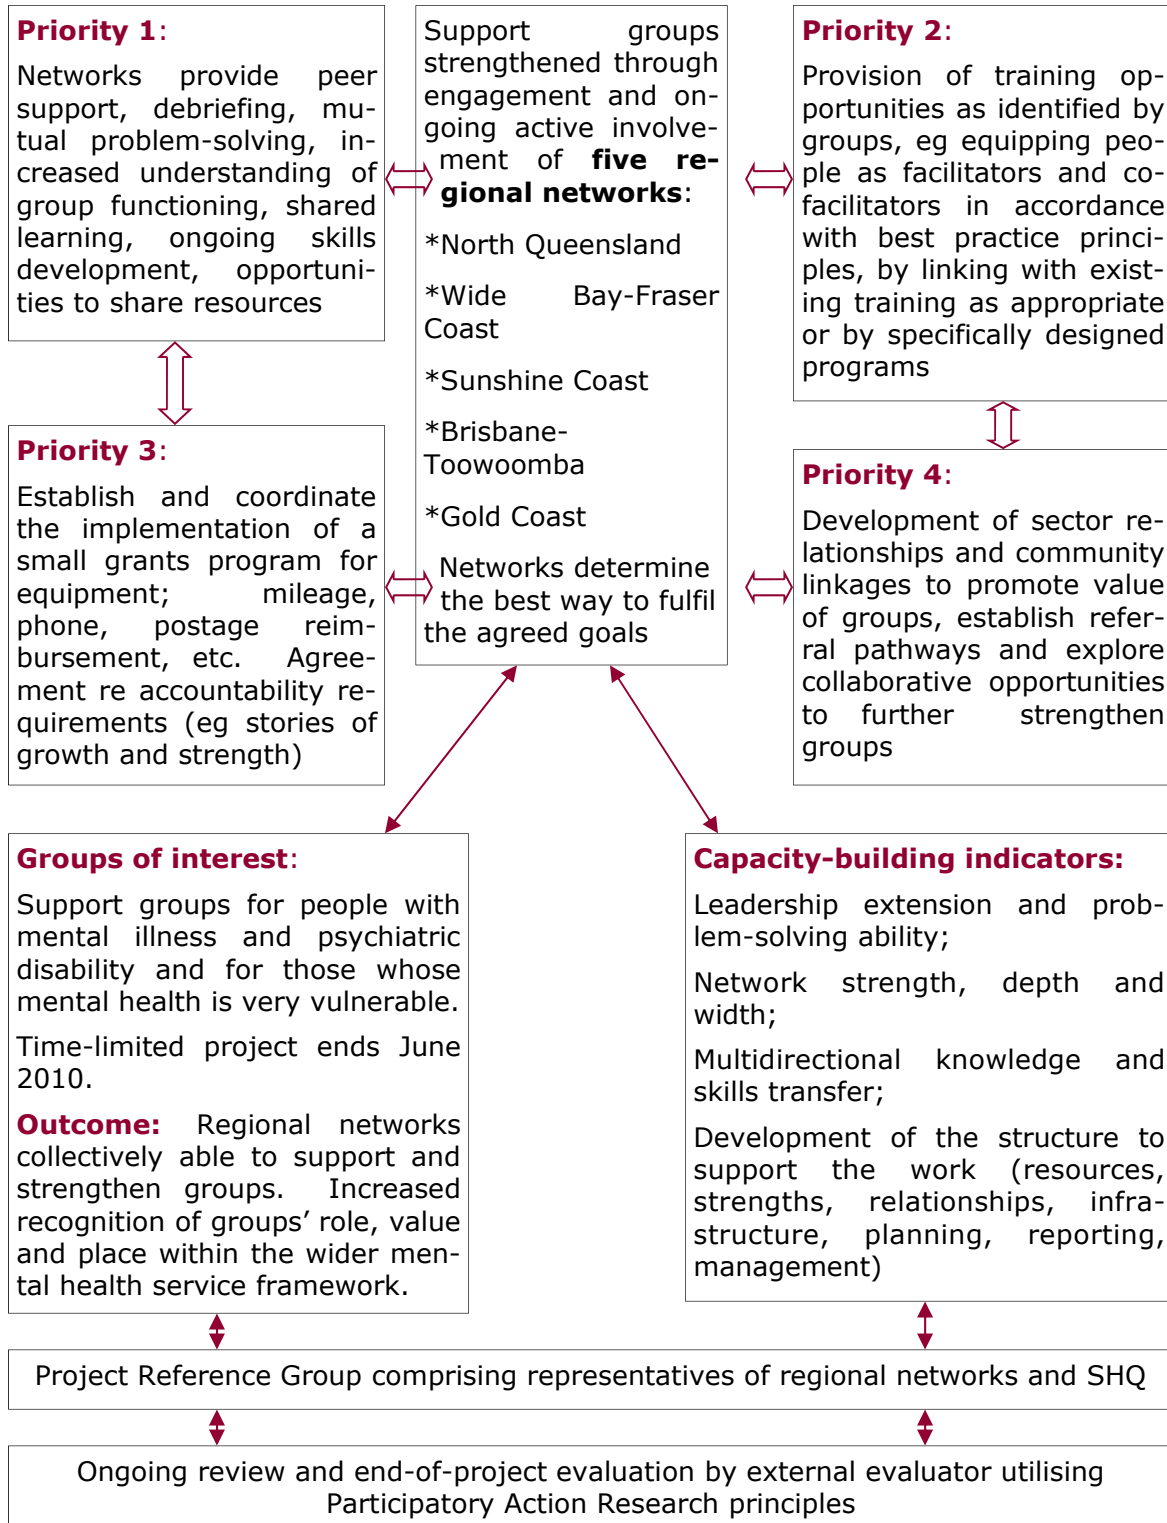 Priority 1:
Networks provide peer
support, debriefing, mu-
tual problem-solving, in-
creased understanding of
group functioning, shared
learning, ongoing skills
development, opportuni-
ties to share resources
Support groups
strengthened through
engagement and on-
going active involve-
ment of five re-
gional networks:
*North Queensland
*Wide Bay-Fraser
Coast
*Sunshine Coast
*Brisbane-
Toowoomba
*Gold Coast
Networks determine
the best way to fulfil
the agreed goals
Priority 2:
Provision of training op-
portunities as identified by
groups, eg equipping peo-
ple as facilitators and co-
facilitators in accordance
with best practice princi-
ples, by linking with exist-
ing training as appropriate
or by specifically designed
programs
Priority 3:
Establish and coordinate
the implementation of a
small grants program for
equipment; mileage,
phone, postage reim-
bursement, etc. Agree-
ment re accountability re-
quirements (eg stories of
growth and strength)
Priority 4:
Development of sector re-
lationships and community
linkages to promote value
of groups, establish refer-
ral pathways and explore
collaborative opportunities
to further strengthen
groups
Groups of interest:
Support groups for people with
mental illness and psychiatric
disability and for those whose
mental health is very vulnerable.
Time-limited project ends June
2010.
Outcome: Regional networks
collectively able to support and
strengthen groups. Increased
recognition of groups' role, value
and place within the wider men-
tal health service framework.
Capacity-building indicators:
Leadership extension and prob-
lem-solving ability;
Network strength, depth and
width;
Multidirectional knowledge and
skills transfer;
Development of the structure to
support the work (resources,
strengths, relationships, infra-
structure, planning, reporting,
management)
Project Reference Group comprising representatives of regional networks and SHQ
Ongoing review and end-of-project evaluation by external evaluator utilising
Participatory Action Research principles